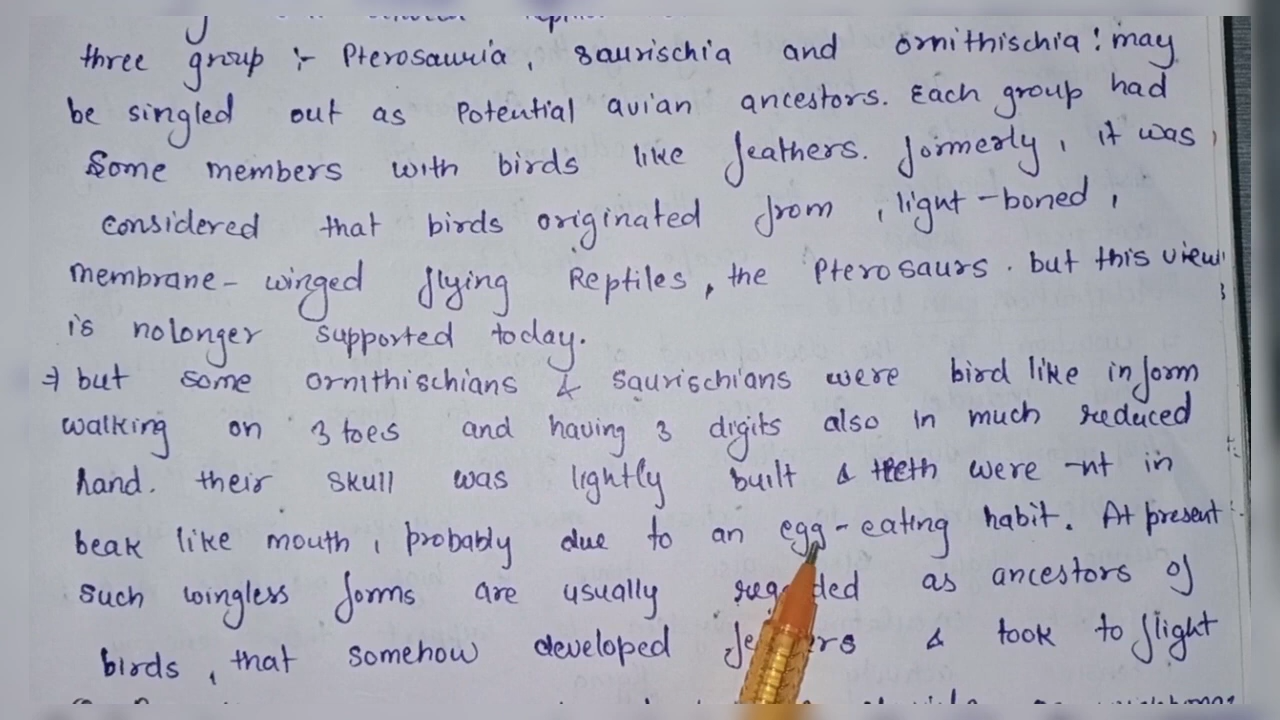 three group :- Pterosauria, saurischia and ornithischia: may
be singled out as Potential avian ancestors. Each group had
Some members with birds like feathers. formerly, it was
considered that birds originated from, light-boned,
membrane-winged flying Reptiles, the Pterosaurs. but this view
is nolonger supported today.
⇒ but some ornithischians & Saurischians were bird like in form
walking on 3 toes and having 3 digits also in much reduced
hand. their skull was lightly built & teeth were -nt in
beak like mouth, probably due to an egg-eating habit. At present
such wingless forms are usually as ancestors of
birds, that somehow developed & took to flight